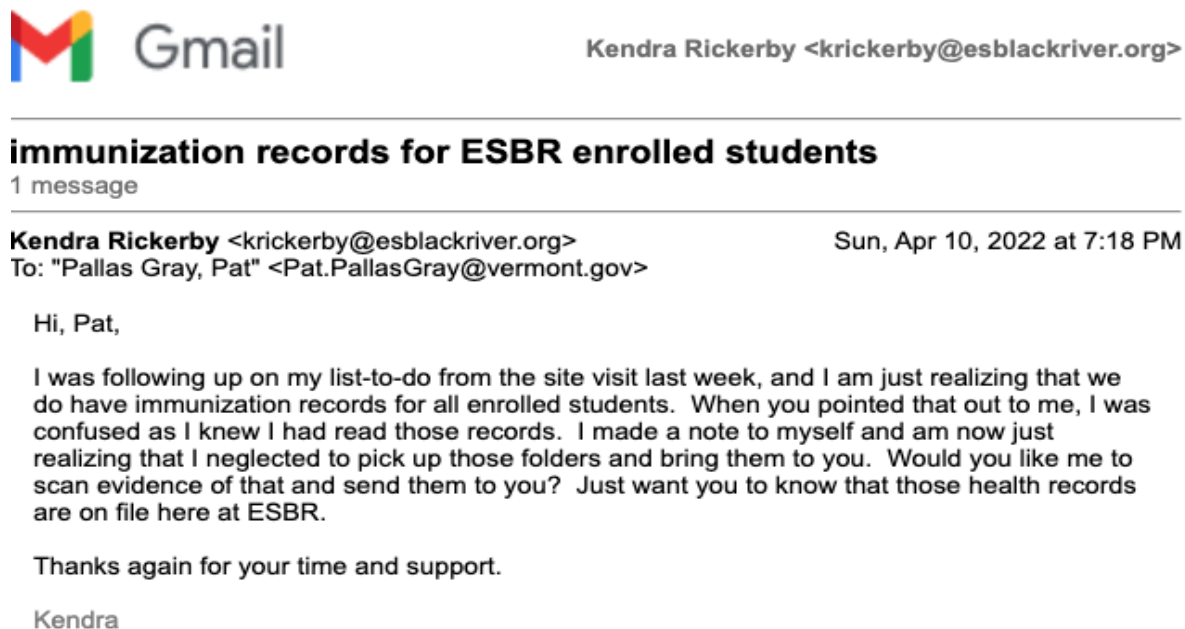 Gmail
Kendra Rickerby <krickerby@esblackriver.org>
immunization records for ESBR enrolled students
1 message
Kendra Rickerby <krickerby@esblackriver.org>
Sun, Apr 10, 2022 at 7:18 PM
To: "Pallas Gray, Pat" <Pat.PallasGray@vermont.gov>
Hi, Pat,
I was following up on my list-to-do from the site visit last week, and I am just realizing that we
do have immunization records for all enrolled students.  When you pointed that out to me, I was
confused as I knew I had read those records.  I made a note to myself and am now just
realizing that I neglected to pick up those folders and bring them to you.  Would you like me to
scan evidence of that and send them to you?  Just want you to know that those health records
are on file here at ESBR.
Thanks again for your time and support.
Kendra